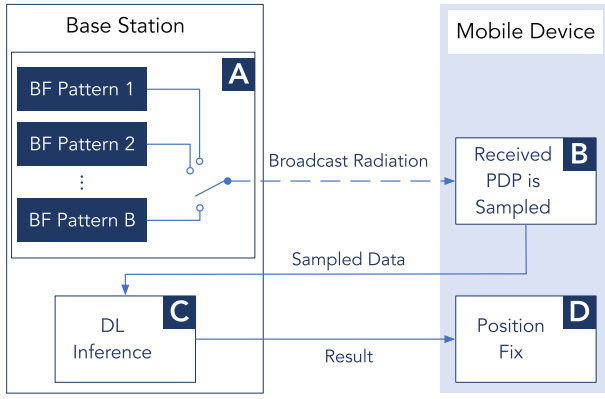 Base Station
Mobile Device
A
BF Pattern 1
BF Pattern 2
⋮
BF Pattern B
Broadcast Radiation
B
Received
PDP is
Sampled
Sampled Data
C
DL
Inference
Result
D
Position
Fix